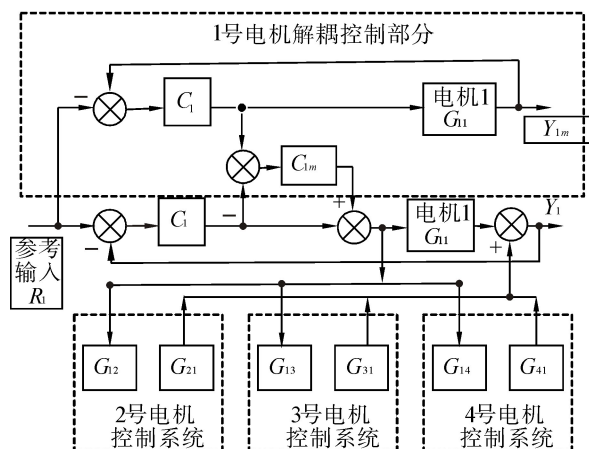 1号电机解耦控制部分
−
C₁
电机1
G₁₁
Y₁ₘ
C₁ₘ
+
−
C₁
−
电机1
G₁₁
+
Y₁
参考
输入
R₁
G₁₂
G₂₁
G₁₃
G₃₁
G₁₄
G₄₁
2号电机
控制系统
3号电机
控制系统
4号电机
控制系统